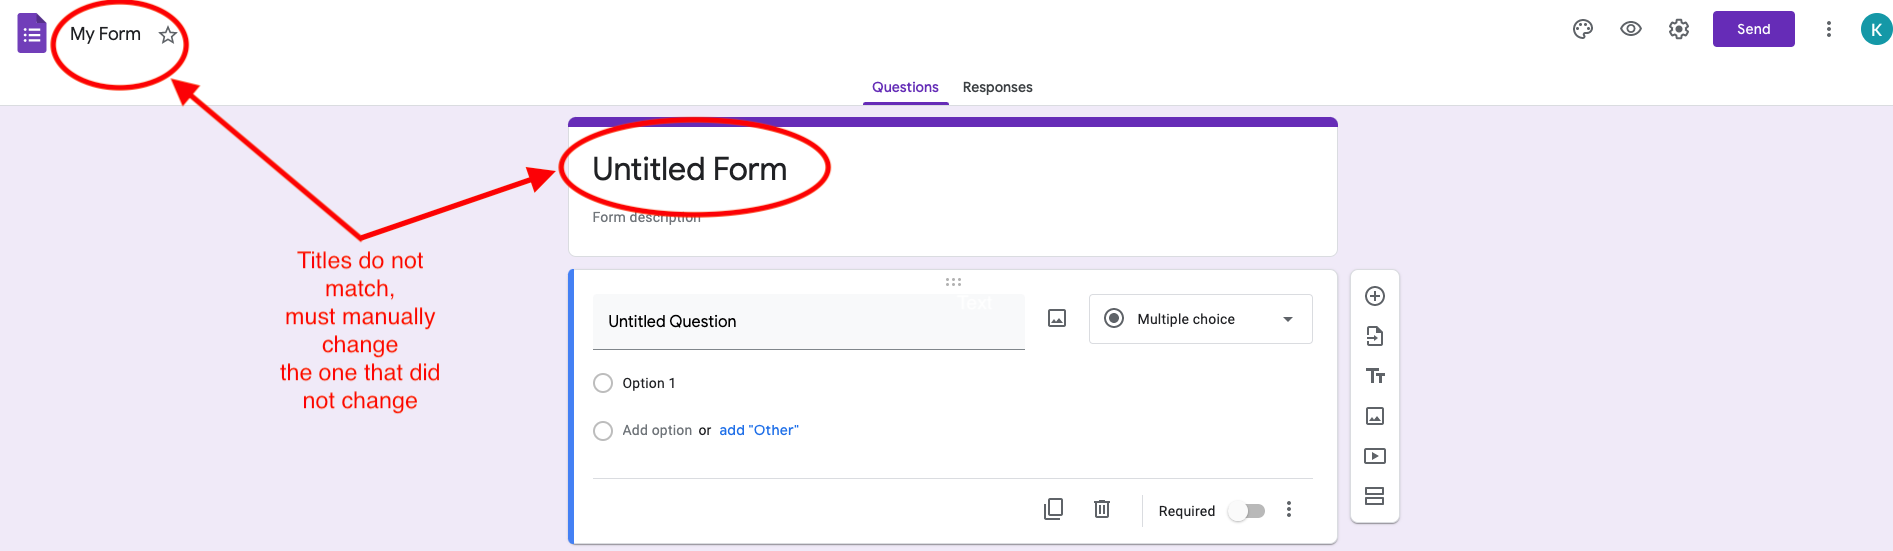 My Form
Send
K
Questions
Responses
Untitled Form
Form description
Titles do not
match,
must manually
change
the one that did
not change
Text
Untitled Question
Multiple choice
Option 1
Add option or add "Other"
Required